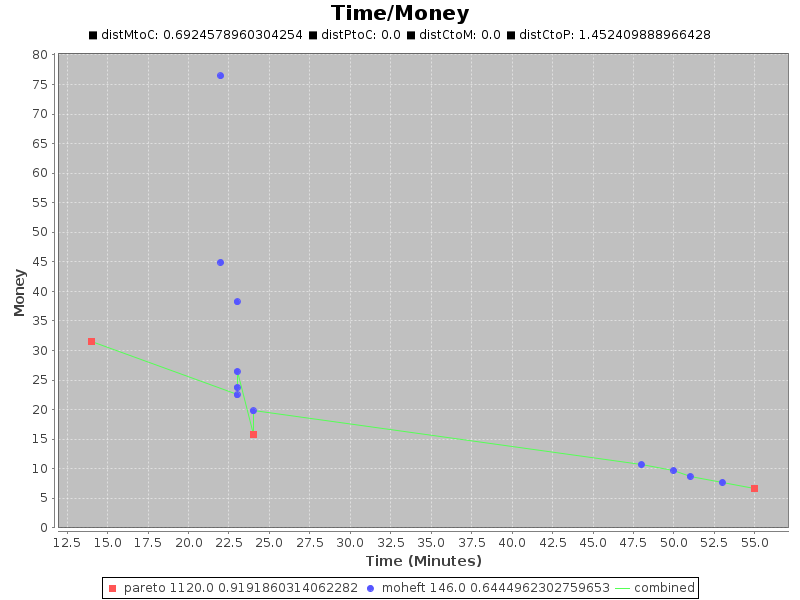 Time/Money
distMtoC: 0.6924578960304254 distPtoC: 0.0 distCtoM: 0.0 distCtoP: 1.452409888966428
80
75
70
65
60
55
50
45
40
35
30
25
20
15
10
5
0
Money
12.5 15.0 17.5 20.0 22.5 25.0 27.5 30.0 32.5 35.0 37.5 40.0 42.5 45.0 47.5 50.0 52.5 55.0
Time (Minutes)
pareto 1120.0 0.9191860314062282 moheft 146.0 0.6444962302759653 combined